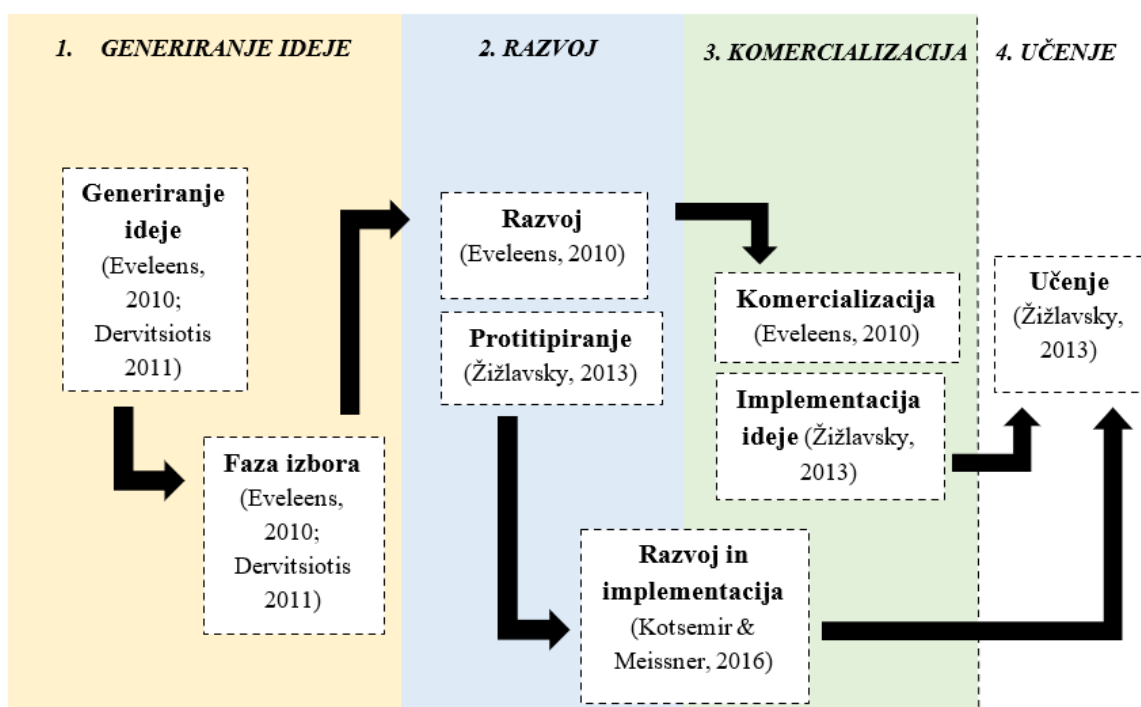 1. GENERIRANJE IDEJE
2. RAZVOJ
3. KOMERCIALIZACIJA
4. UČENJE
Generiranje
ideje
(Eveleens,
2010;
Dervitsiotis
2011)
Faza izbora
(Eveleens,
2010;
Dervitsiotis
2011)
Razvoj
(Eveleens, 2010)
Protitipiranje
(Žižlavsky, 2013)
Komercializacija
(Eveleens, 2010)
Implementacija
ideje (Žižlavsky,
2013)
Razvoj in
implementacija
(Kotsemir &
Meissner, 2016)
Učenje
(Žižlavsky,
2013)